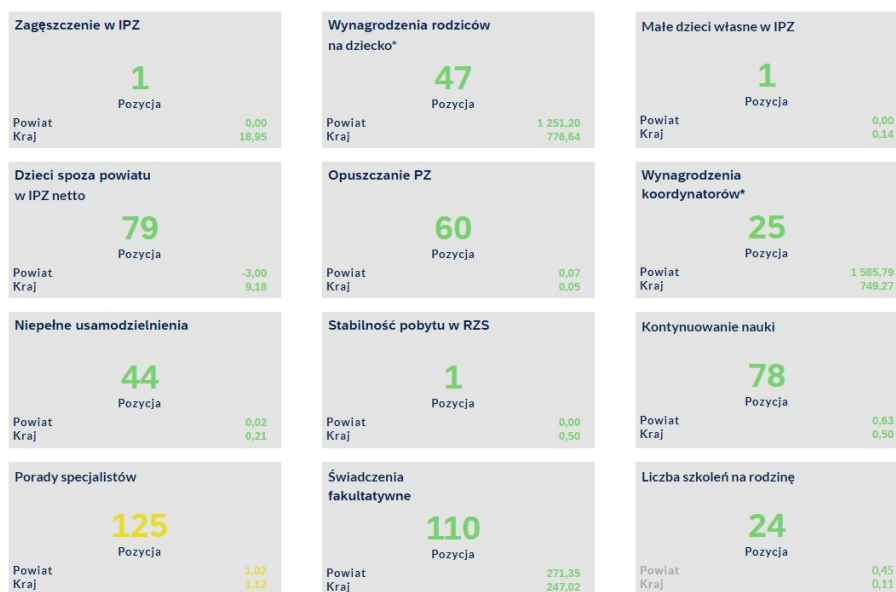 Zagęszczenie w IPZ
1
Pozycja
Powiat 0,00
Kraj 18,95
Wynagrodzenia rodziców
na dziecko*
47
Pozycja
Powiat 1 251,20
Kraj 776,64
Małe dzieci własne w IPZ
1
Pozycja
Powiat 0,00
Kraj 0,14
Dzieci spoza powiatu
w IPZ netto
79
Pozycja
Powiat -3,00
Kraj 9,18
Opuszczanie PZ
60
Pozycja
Powiat 0,07
Kraj 0,05
Wynagrodzenia
koordynatorów*
25
Pozycja
Powiat 1 585,79
Kraj 749,27
Niepełne usamodzielnienia
44
Pozycja
Powiat 0,02
Kraj 0,21
Stabilność pobytu w RZS
1
Pozycja
Powiat 0,00
Kraj 0,50
Kontynuowanie nauki
78
Pozycja
Powiat 0,63
Kraj 0,50
Porady specjalistów
125
Pozycja
Powiat 1,02
Kraj 1,12
Świadczenia
fakultatywne
110
Pozycja
Powiat 271,35
Kraj 247,02
Liczba szkoleń na rodzinę
24
Pozycja
Powiat 0,45
Kraj 0,11